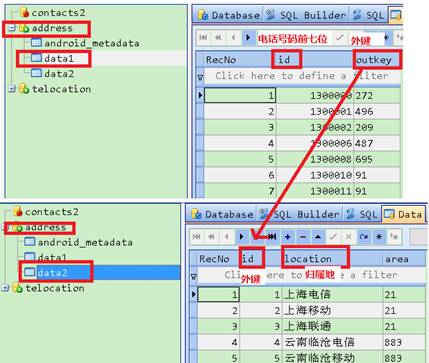 contacts2
address
android_metadata
data1
data2
telocation
Database SQL Builder SQL
电话号码前七位 外键
RecNo id outkey
Click here to define a filter
1 1300000 272
2 1300001 496
3 1300002 209
4 1300006 487
5 1300008 695
6 1300010 91
7 1300011 91
contacts2
address
android_metadata
data1
data2
telocation
Database SQL Builder SQL Data
RecNo id location area
外键 归属地 a filter
1 1 上海电信 21
2 2 上海移动 21
3 3 上海联通 21
4 4 云南临沧电信 883
5 5 云南临沧移动 883